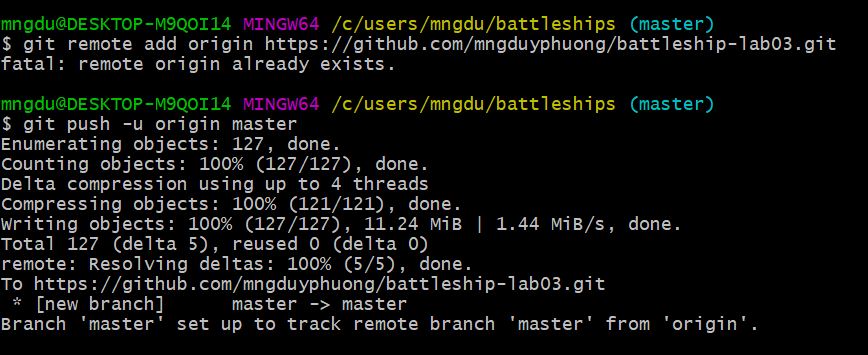 mngdu@DESKTOP-M9QOI14 MINGW64 /c/users/mngdu/battleships (master)
$ git remote add origin https://github.com/mngduyphuong/battleship-lab03.git
fatal: remote origin already exists.
mngdu@DESKTOP-M9QOI14 MINGW64 /c/users/mngdu/battleships (master)
$ git push -u origin master
Enumerating objects: 127, done.
Counting objects: 100% (127/127), done.
Delta compression using up to 4 threads
Compressing objects: 100% (121/121), done.
Writing objects: 100% (127/127), 11.24 MiB | 1.44 MiB/s, done.
Total 127 (delta 5), reused 0 (delta 0)
remote: Resolving deltas: 100% (5/5), done.
To https://github.com/mngduyphuong/battleship-lab03.git
 * [new branch]      master -> master
Branch 'master' set up to track remote branch 'master' from 'origin'.